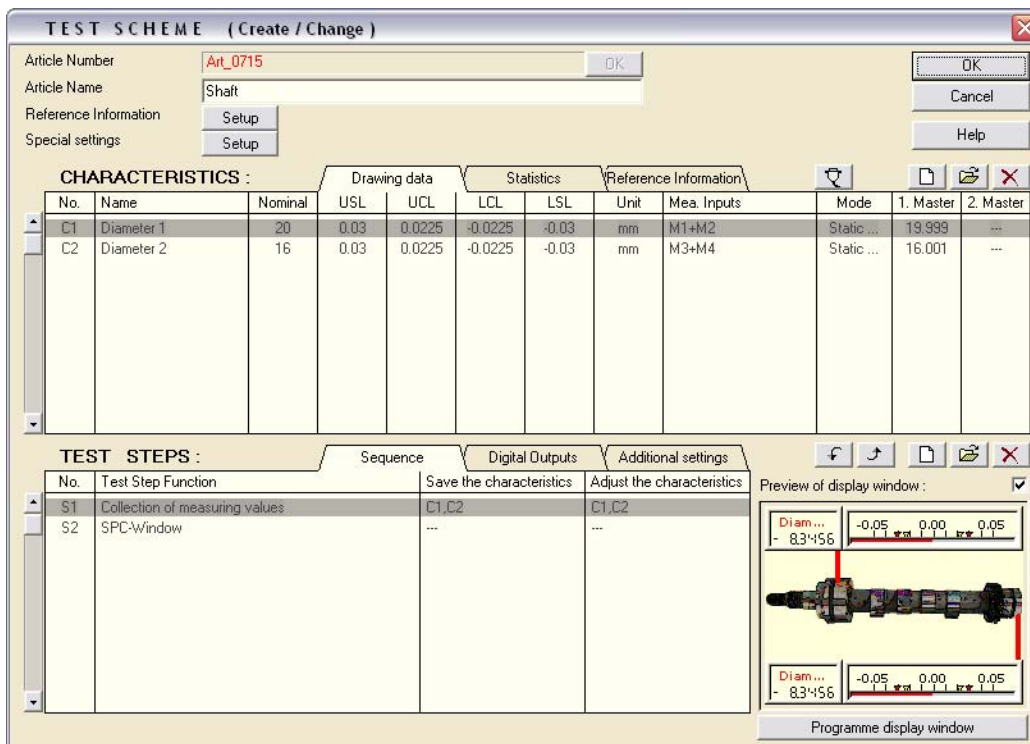 TEST SCHEME (Create / Change)
Article Number Art_0715 OK OK
Article Name Shaft Cancel
Reference Information Setup
Special settings Setup Help
CHARACTERISTICS : Drawing data Statistics Reference Information
No. Name Nominal USL UCL LCL LSL Unit Mea. Inputs Mode 1. Master 2. Master
C1 Diameter 1 20 0.03 0.0225 -0.0225 -0.03 mm M1+M2 Static ... 19.999 ---
C2 Diameter 2 16 0.03 0.0225 -0.0225 -0.03 mm M3+M4 Static ... 16.001 ---
TEST STEPS : Sequence Digital Outputs Additional settings
No. Test Step Function Save the characteristics Adjust the characteristics Preview of display window :
S1 Collection of measuring values C1,C2 C1,C2
S2 SPC-Window --- ---
Diam... -0.05 0.00 0.05
- 8.3456
Diam... -0.05 0.00 0.05
- 8.3456
Programme display window